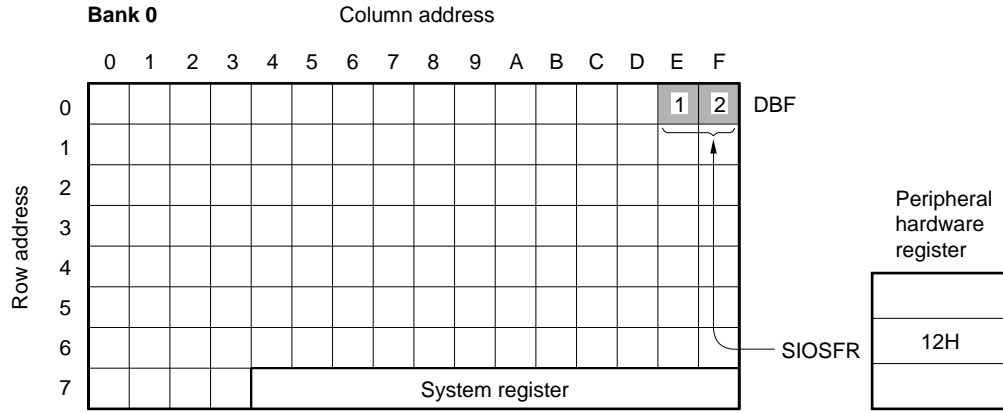 Bank 0 Column address
0 1 2 3 4 5 6 7 8 9 A B C D E F
0 1 2 DBF
1
2
3
4
5
6
7
Row address
System register
SIOSFR
Peripheral
hardware
register
12H